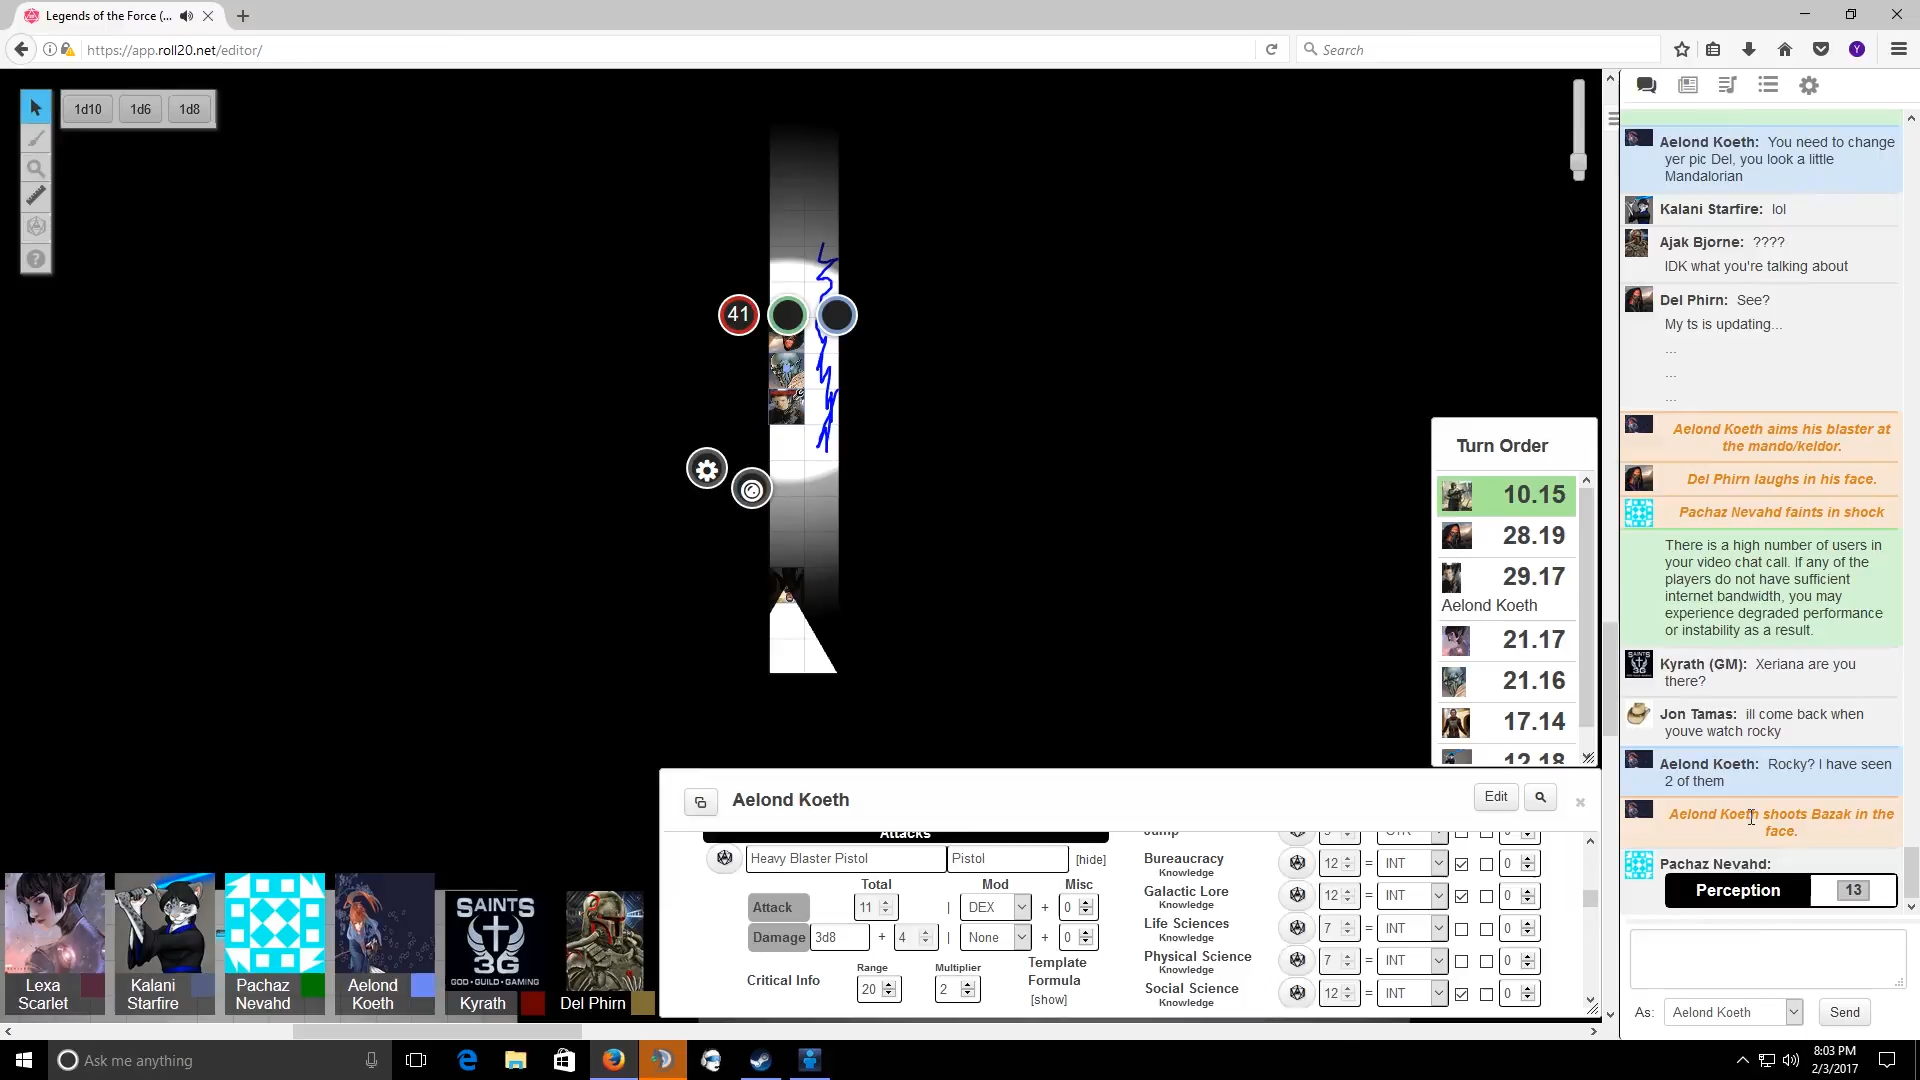 Legends of the Force (...
https://app.roll20.net/editor/
Search
1d10 1d6 1d8
41
Turn Order
10.15
28.19
29.17
Aelond Koeth
21.17
21.16
17.14
12.18
Aelond Koeth: You need to change
yer pic Del, you look a little
Mandalorian
Kalani Starfire: lol
Ajak Bjorne: ????
IDK what you're talking about
Del Phirn: See?
My ts is updating...
...
...
...
Aelond Koeth aims his blaster at
the mando/keldor.
Del Phirn laughs in his face.
Pachaz Nevahd faints in shock
There is a high number of users in
your video chat call. If any of the
players do not have sufficient
internet bandwidth, you may
experience degraded performance
or instability as a result.
Kyrath (GM): Xeriana are you
there?
Jon Tamas: ill come back when
youve watch rocky
Aelond Koeth: Rocky? I have seen
2 of them
Aelond Koeth shoots Bazak in the
face.
Pachaz Nevahd:
Perception 13
As: Aelond Koeth Send
Aelond Koeth
Edit
Attacks
Heavy Blaster Pistol Pistol [hide]
Total Mod Misc
Attack 11 | DEX + 0
Damage 3d8 + 4 | None + 0
Critical Info
Range
20
Multiplier
2
Template
Formula
[show]
Jump
Bureaucracy
Knowledge
12 = INT 0
Galactic Lore
Knowledge
12 = INT 0
Life Sciences
Knowledge
7 = INT 0
Physical Science
Knowledge
7 = INT 0
Social Science
Knowledge
12 = INT 0
Lexa
Scarlet
Kalani
Starfire
Pachaz
Nevahd
Aelond
Koeth
SAINTS
3G
GOD • GUILD • GAMING
Kyrath
Del Phirn
Ask me anything
8:03 PM
2/3/2017